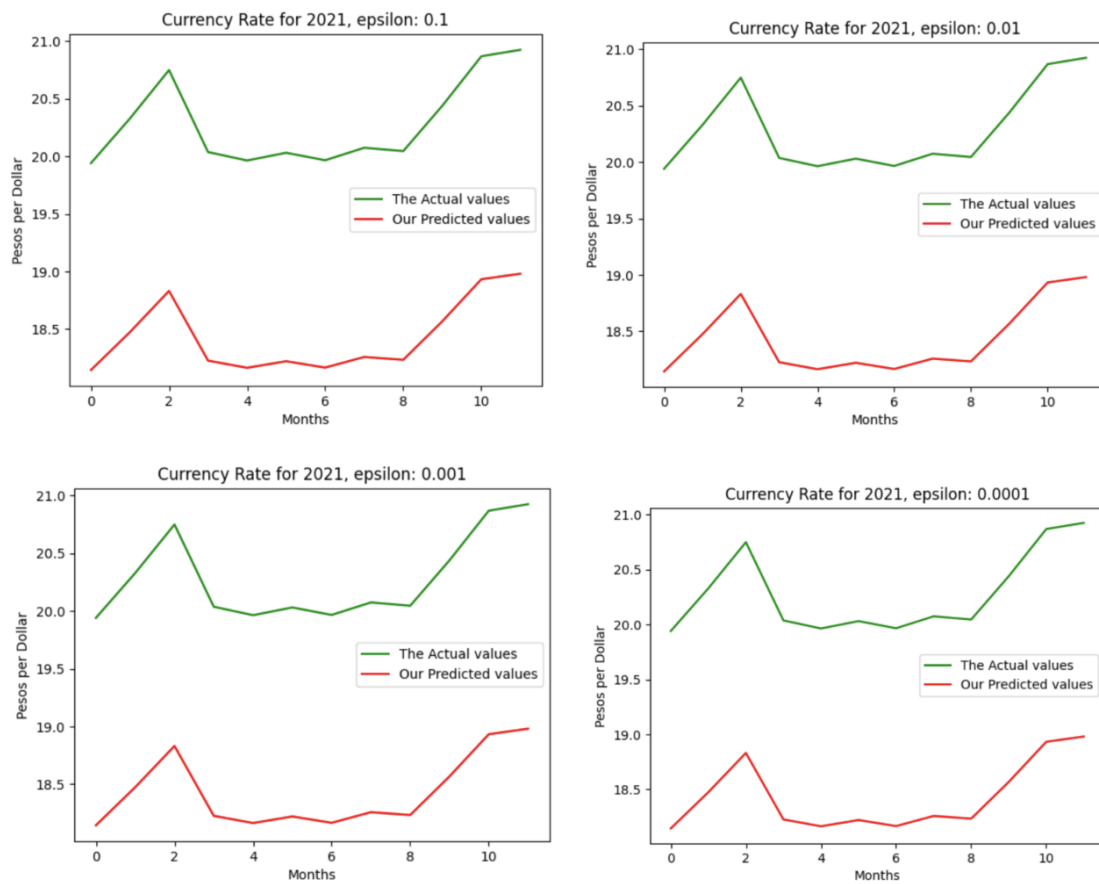 Currency Rate for 2021, epsilon: 0.1
21.0
20.5
20.0
19.5
19.0
18.5
Pesos per Dollar
The Actual values
Our Predicted values
0 2 4 6 8 10
Months
Currency Rate for 2021, epsilon: 0.01
21.0
20.5
20.0
19.5
19.0
18.5
Pesos per Dollar
The Actual values
Our Predicted values
0 2 4 6 8 10
Months
Currency Rate for 2021, epsilon: 0.001
21.0
20.5
20.0
19.5
19.0
18.5
Pesos per Dollar
The Actual values
Our Predicted values
0 2 4 6 8 10
Months
Currency Rate for 2021, epsilon: 0.0001
21.0
20.5
20.0
19.5
19.0
18.5
Pesos per Dollar
The Actual values
Our Predicted values
0 2 4 6 8 10
Months